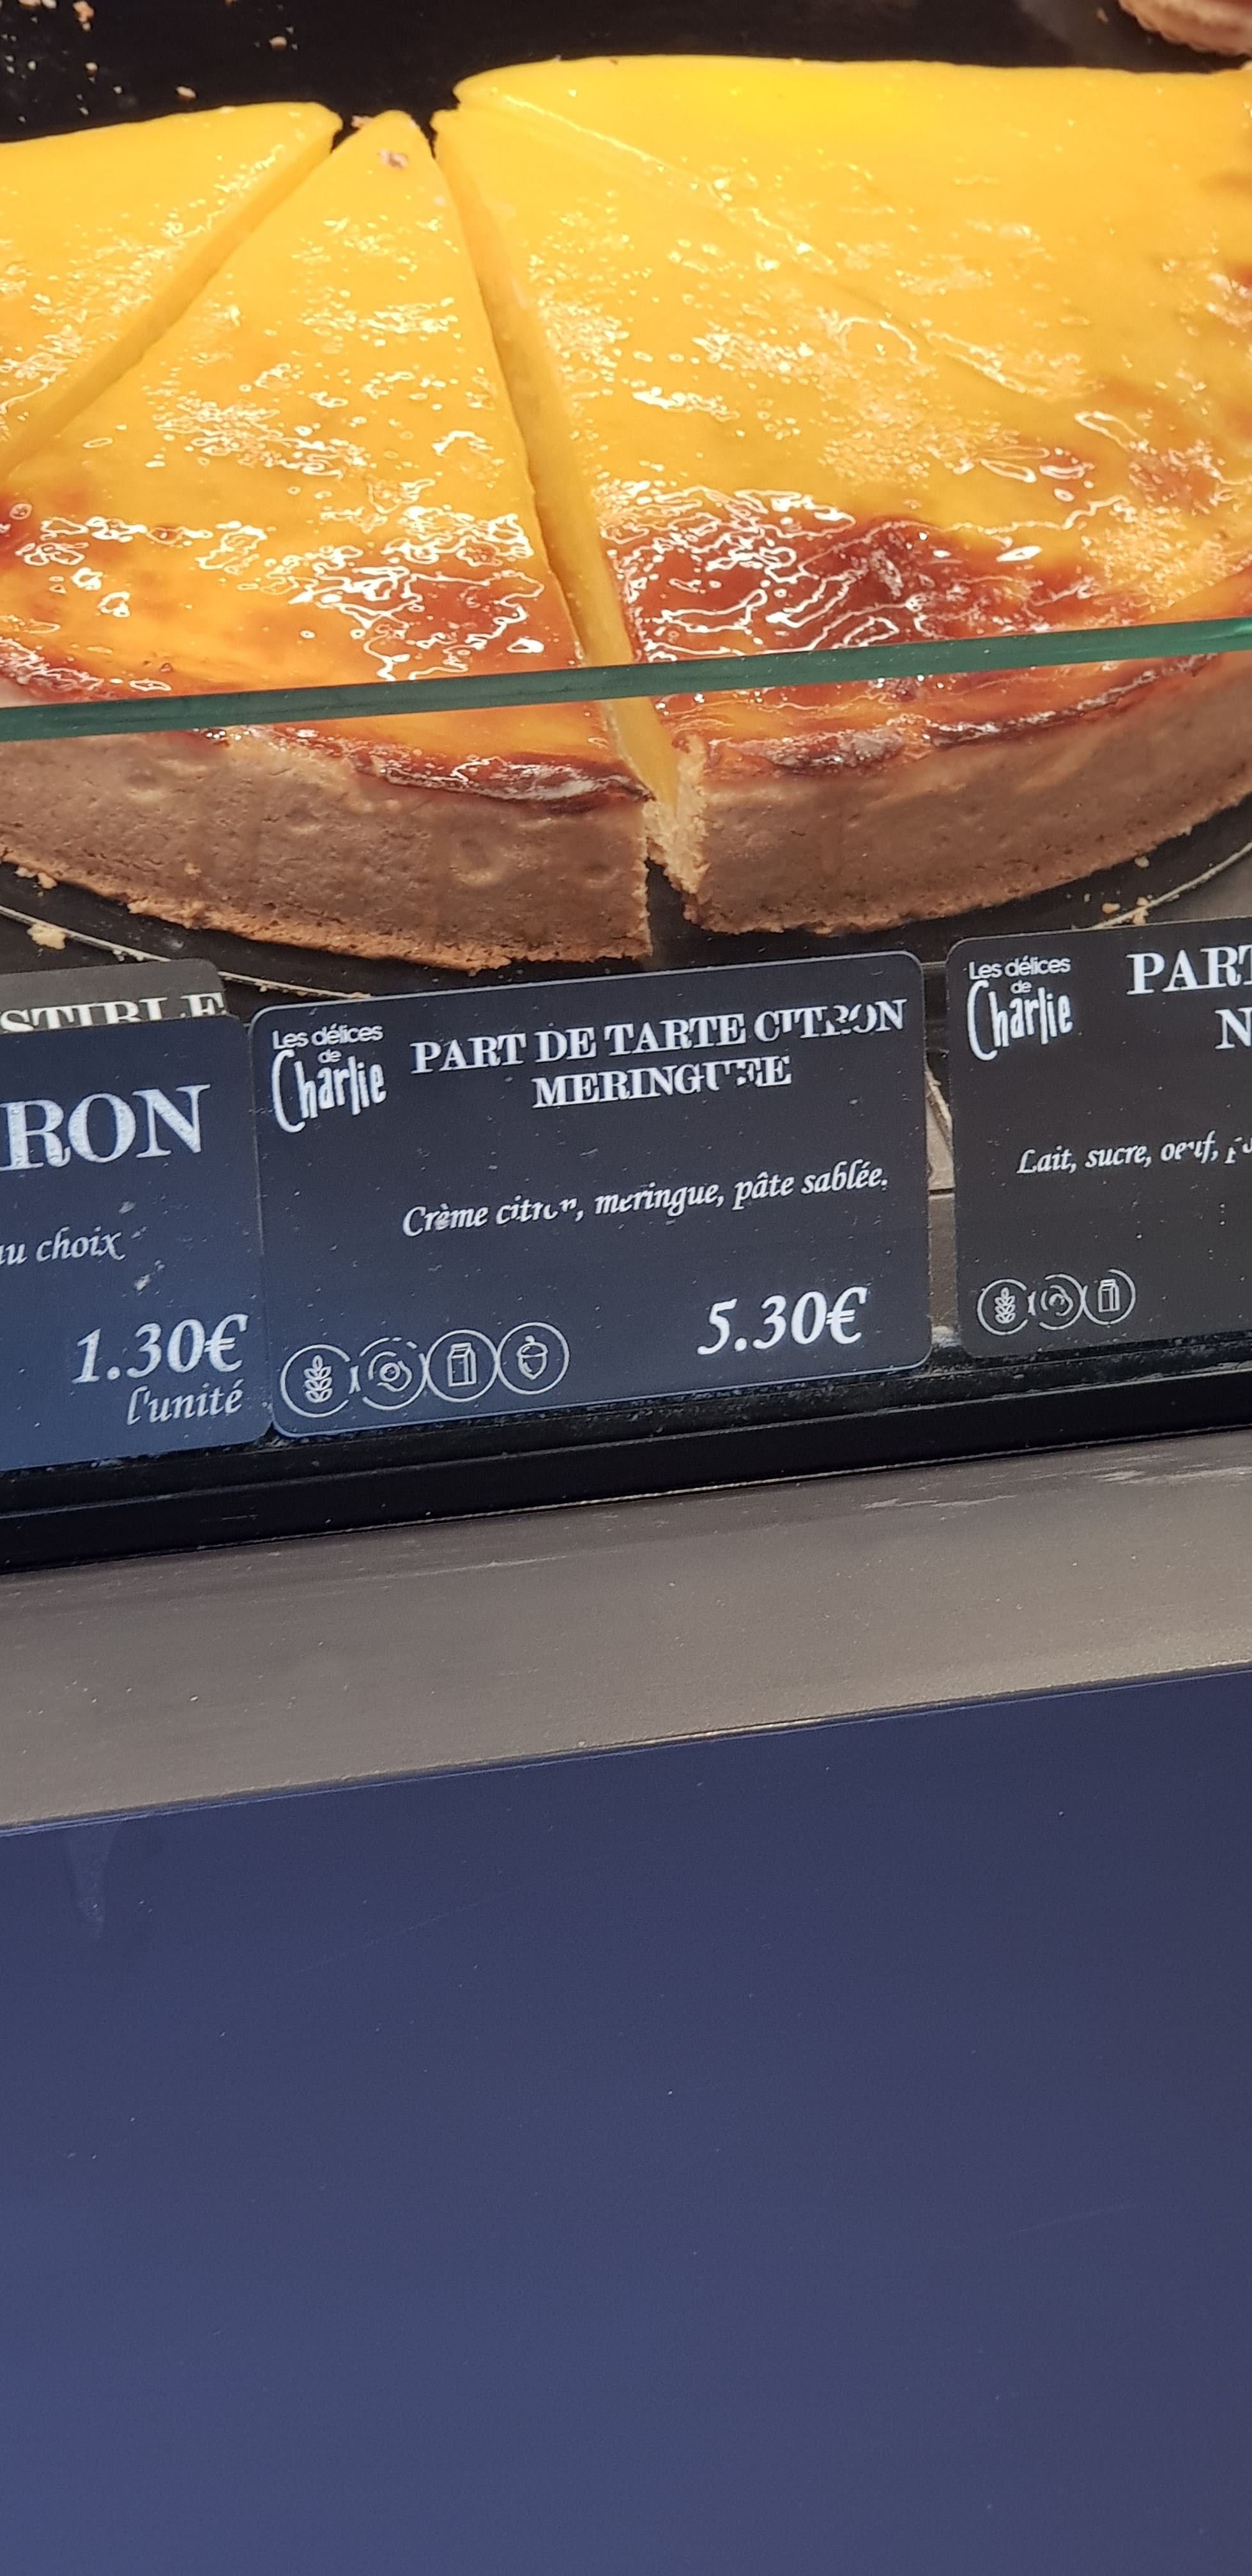 STIBLE
RON
au choix
1.30€
l'unité
Les délices
de
Charlie
PART DE TARTE CITRON
MERINGUEE
Crème citron, meringue, pâte sablée.
5.30€
Les délices
de
Charlie
PART
N
Lait, sucre, oeuf,